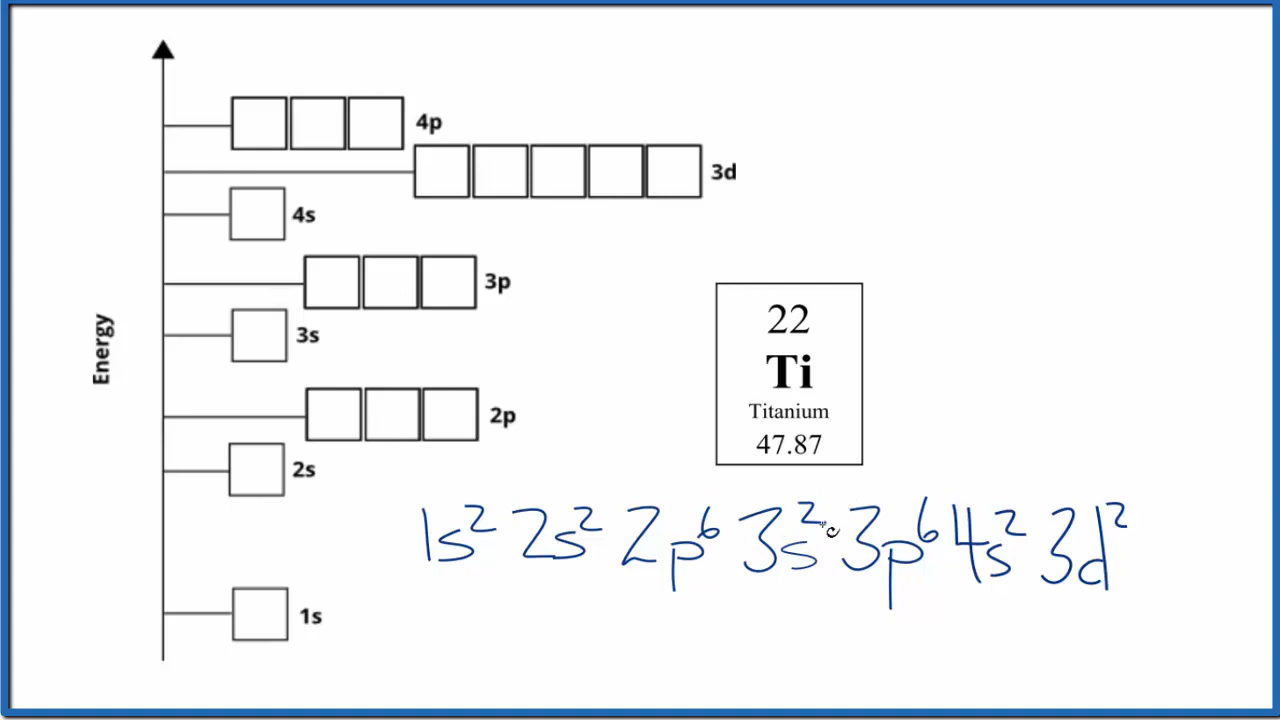 4p
3d
4s
3p
3s
Energy
2p
2s
1s
22
Ti
Titanium
47.87
1s² 2s² 2p⁶ 3s² 3p⁶ 4s² 3d²